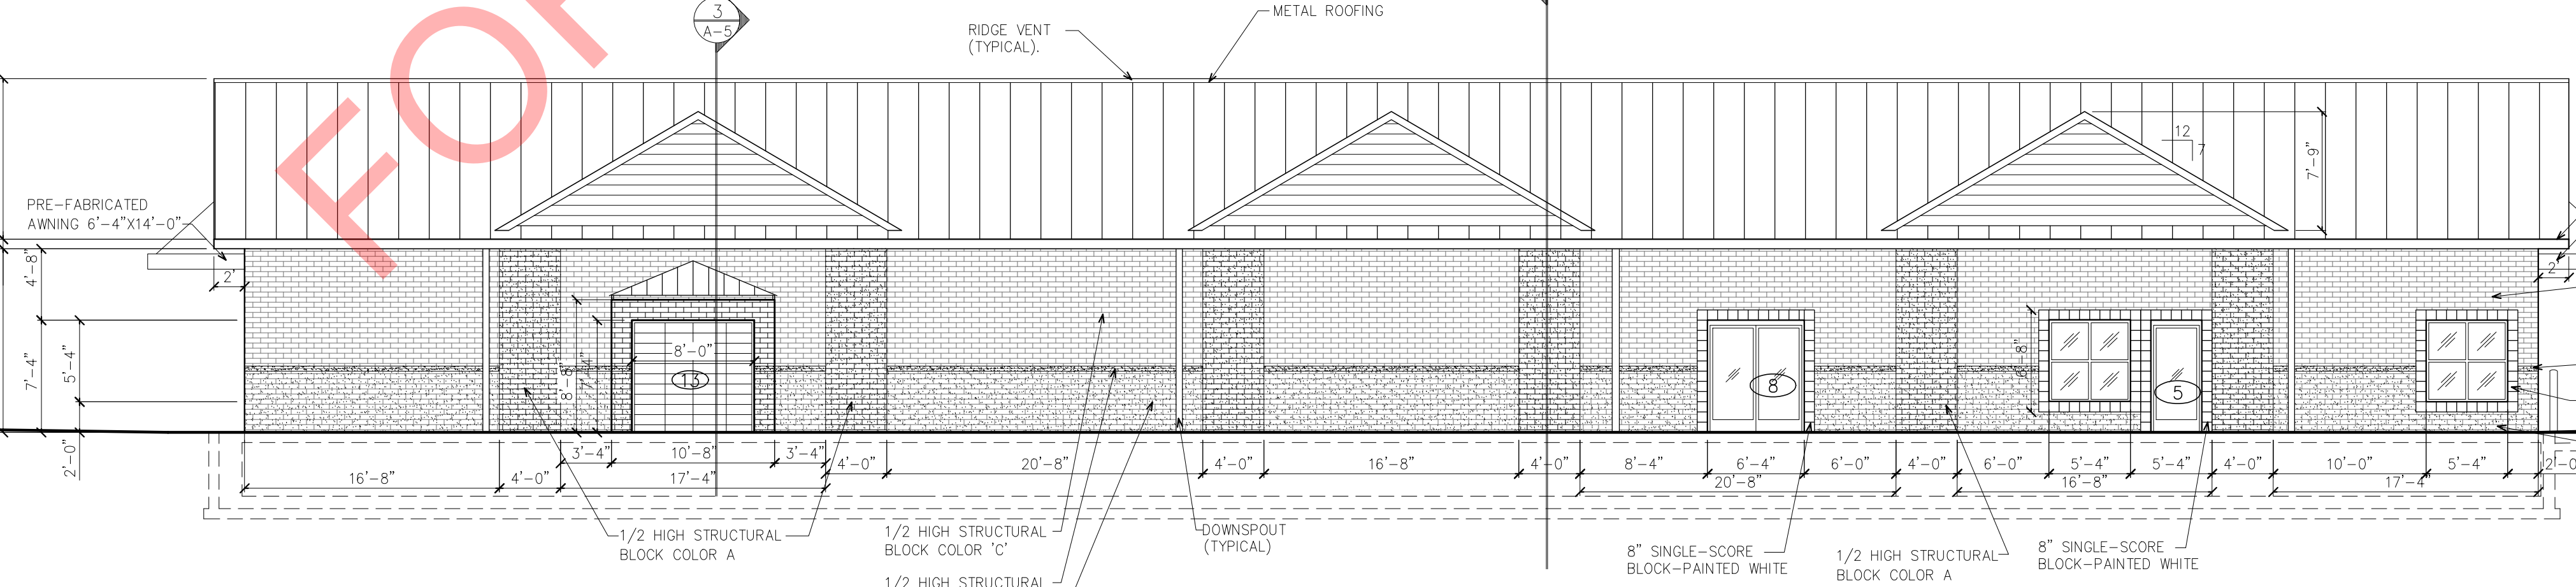 3
A-5
METAL ROOFING
RIDGE VENT
(TYPICAL).
FOR
12
7
7'-9"
PRE-FABRICATED
AWNING 6'-4"X14'-0"
2'
4'-8"
7'-4"
5'-4"
2'-0"
8'-8"
7'-4"
8'-0"
13
8
6'-8"
5
2'
3'-4"
10'-8"
3'-4"
16'-8"
4'-0"
17'-4"
4'-0"
20'-8"
4'-0"
16'-8"
4'-0"
8'-4"
6'-4"
6'-0"
20'-8"
4'-0"
6'-0"
5'-4"
5'-4"
16'-8"
4'-0"
10'-0"
5'-4"
17'-4"
2'-0
1/2 HIGH STRUCTURAL
BLOCK COLOR A
1/2 HIGH STRUCTURAL
BLOCK COLOR 'C'
1/2 HIGH STRUCTURAL
DOWNSPOUT
(TYPICAL)
8" SINGLE-SCORE
BLOCK-PAINTED WHITE
1/2 HIGH STRUCTURAL
BLOCK COLOR A
8" SINGLE-SCORE
BLOCK-PAINTED WHITE